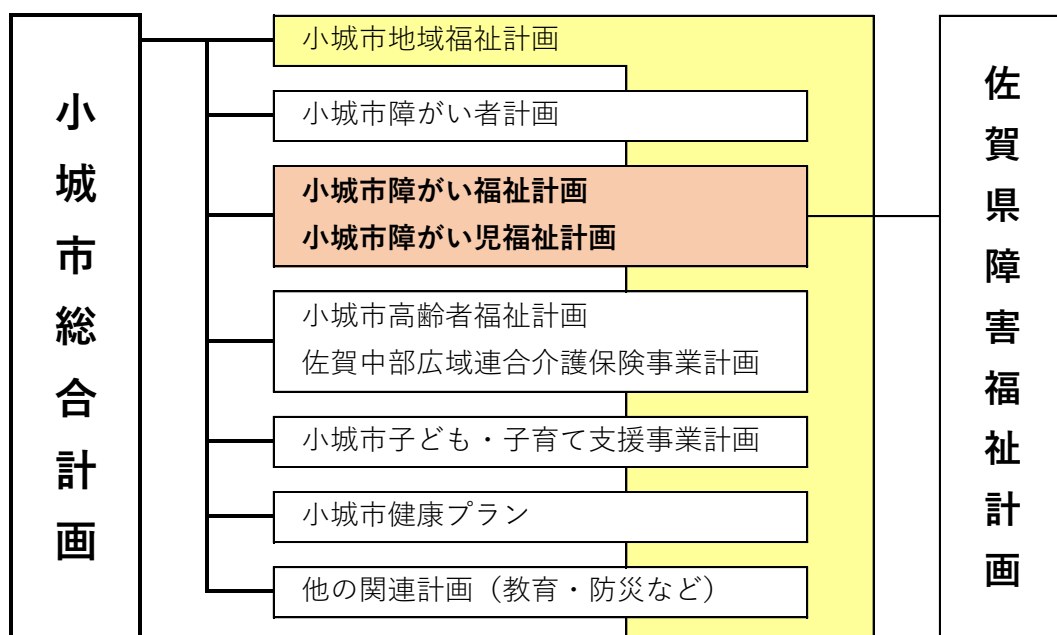 小城市総合計画
小城市地域福祉計画
小城市障がい者計画
小城市障がい福祉計画
小城市障がい児福祉計画
小城市高齢者福祉計画
佐賀中部広域連合介護保険事業計画
小城市子ども・子育て支援事業計画
小城市健康プラン
他の関連計画（教育・防災など）
佐賀県障害福祉計画